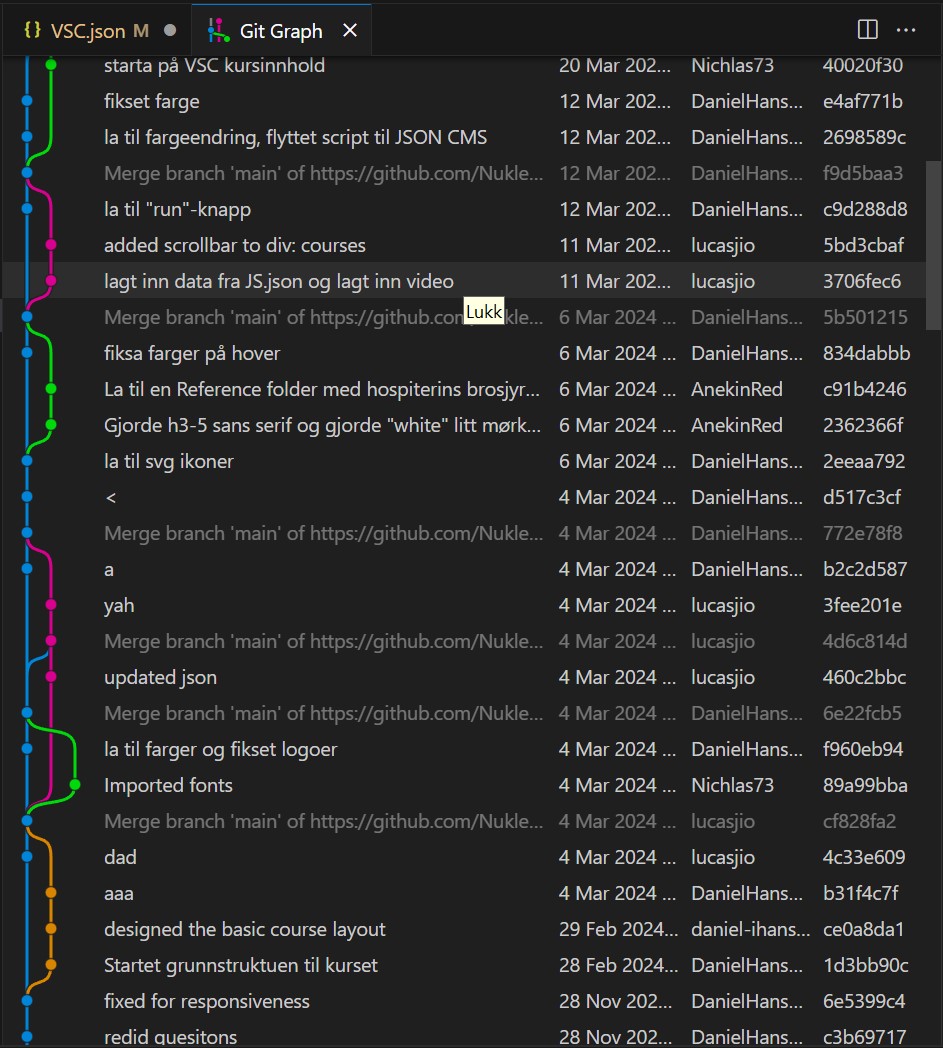 {} VSC.json M Git Graph
starta på VSC kursinnhold 20 Mar 202... Nichlas73 40020f30
fikset farge 12 Mar 202... DanielHans... e4af771b
la til fargeendring, flyttet script til JSON CMS 12 Mar 202... DanielHans... 2698589c
Merge branch 'main' of https://github.com/Nukle... 12 Mar 202... DanielHans... f9d5baa3
la til "run"-knapp 12 Mar 202... DanielHans... c9d288d8
added scrollbar to div: courses 11 Mar 202... lucasjio 5bd3cbaf
lagt inn data fra JS.json og lagt inn video 11 Mar 202... lucasjio 3706fec6
Lukk
Merge branch 'main' of https://github.com/Nukle... 6 Mar 2024 ... DanielHans... 5b501215
fiksa farger på hover 6 Mar 2024 ... DanielHans... 834dabbb
La til en Reference folder med hospiterins brosjyr... 6 Mar 2024 ... AnekinRed c91b4246
Gjorde h3-5 sans serif og gjorde "white" litt mørk... 6 Mar 2024 ... AnekinRed 2362366f
la til svg ikoner 6 Mar 2024 ... DanielHans... 2eeaa792
< 4 Mar 2024 ... DanielHans... d517c3cf
Merge branch 'main' of https://github.com/Nukle... 4 Mar 2024 ... DanielHans... 772e78f8
a 4 Mar 2024 ... DanielHans... b2c2d587
yah 4 Mar 2024 ... lucasjio 3fee201e
Merge branch 'main' of https://github.com/Nukle... 4 Mar 2024 ... lucasjio 4d6c814d
updated json 4 Mar 2024 ... lucasjio 460c2bbc
Merge branch 'main' of https://github.com/Nukle... 4 Mar 2024 ... DanielHans... 6e22fcb5
la til farger og fikset logoer 4 Mar 2024 ... DanielHans... f960eb94
Imported fonts 4 Mar 2024 ... Nichlas73 89a99bba
Merge branch 'main' of https://github.com/Nukle... 4 Mar 2024 ... lucasjio cf828fa2
dad 4 Mar 2024 ... lucasjio 4c33e609
aaa 4 Mar 2024 ... DanielHans... b31f4c7f
designed the basic course layout 29 Feb 2024... daniel-ihans... ce0a8da1
Startet grunnstruktuen til kurset 28 Feb 2024... DanielHans... 1d3bb90c
fixed for responsiveness 28 Nov 202... DanielHans... 6e5399c4
redid quesitons 28 Nov 202... DanielHans... c3b69717